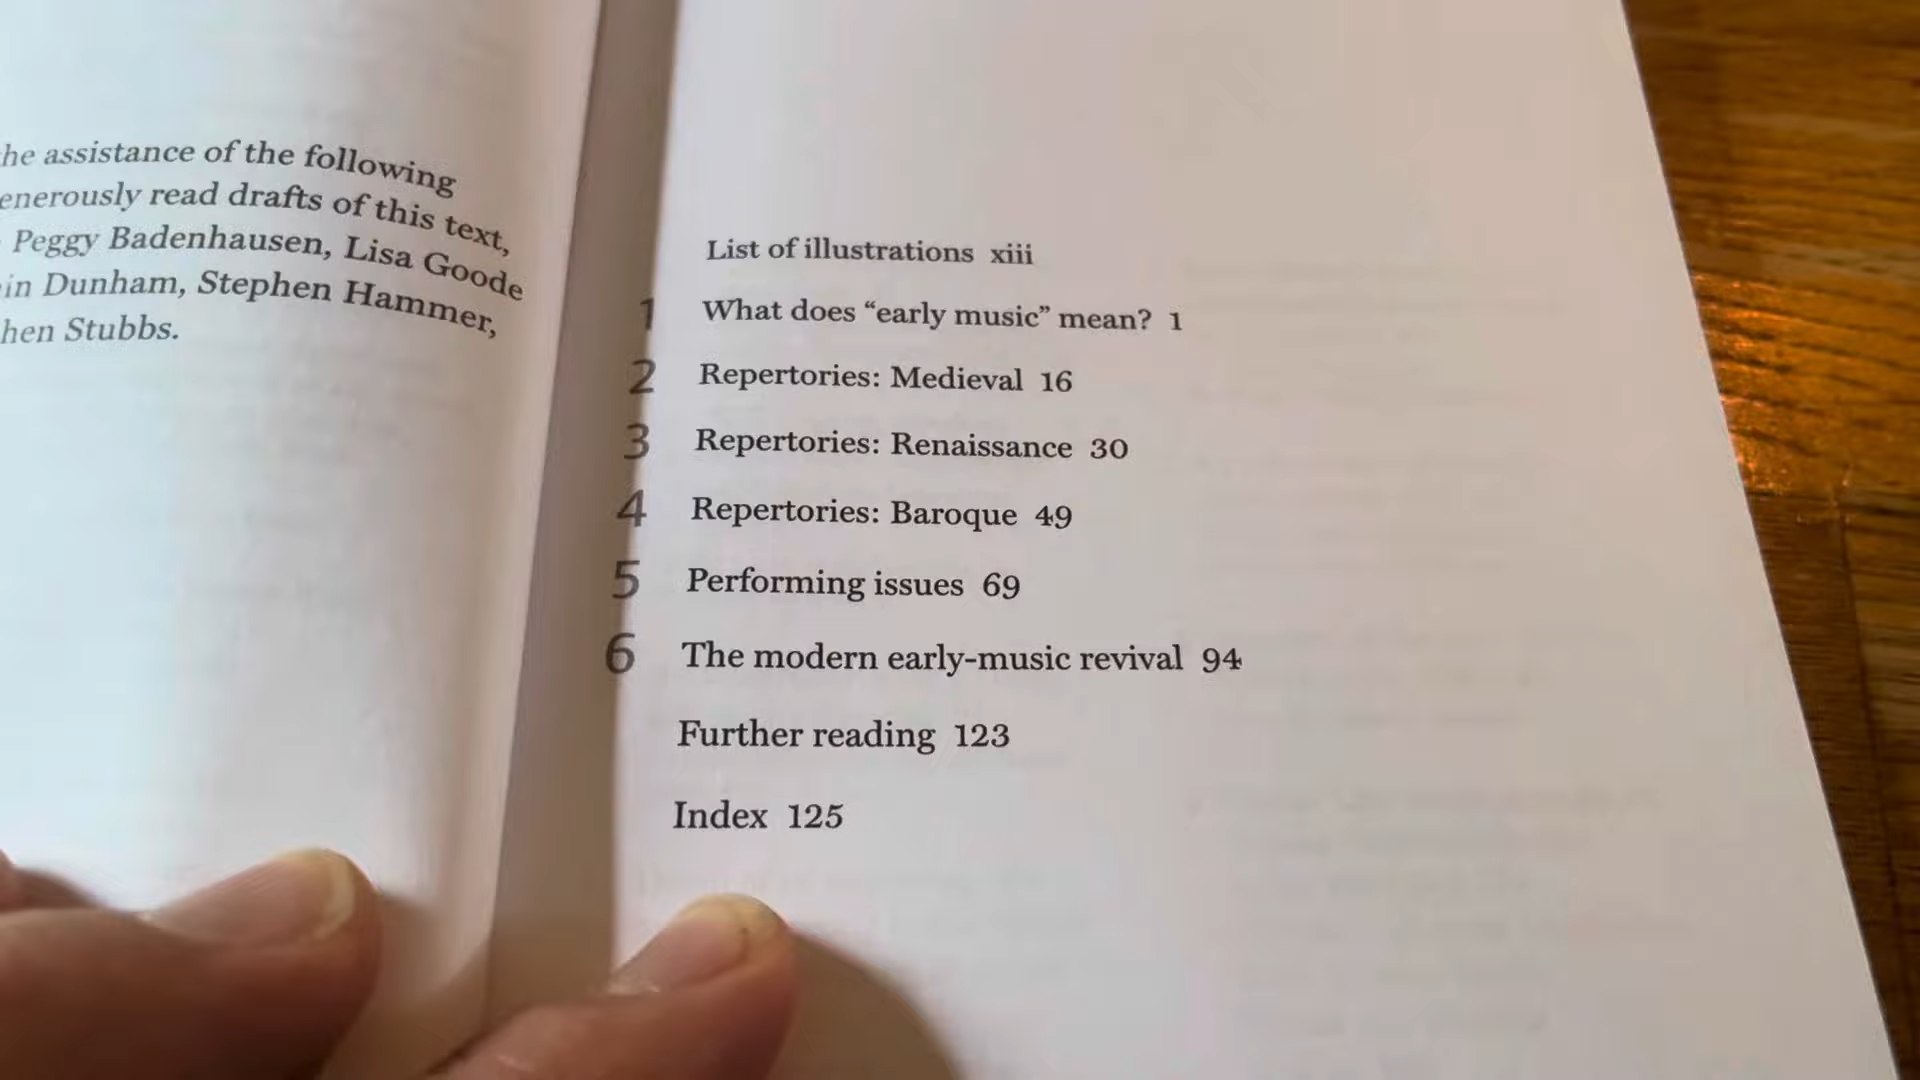 he assistance of the following
enerously read drafts of this text,
Peggy Badenhausen, Lisa Goode
in Dunham, Stephen Hammer,
hen Stubbs.
List of illustrations xiii
1 What does “early music” mean? 1
2 Repertories: Medieval 16
3 Repertories: Renaissance 30
4 Repertories: Baroque 49
5 Performing issues 69
6 The modern early-music revival 94
Further reading 123
Index 125